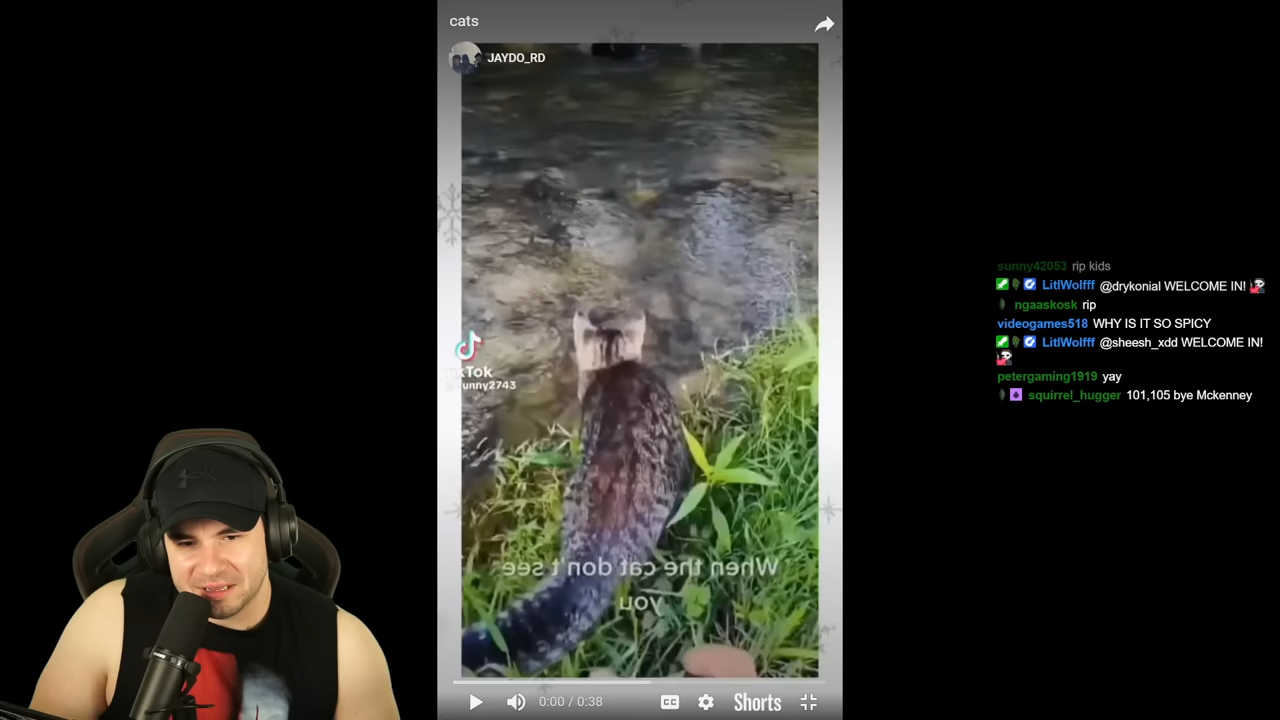 cats
JAYDO_RD
TikTok
When the cat don't see
you
0:00 / 0:38
CC
Shorts
sunny42053 rip kids
LitlWolfff @drykonial WELCOME IN!
ngaaskosk rip
videogames518 WHY IS IT SO SPICY
LitlWolfff @sheesh_xdd WELCOME IN!
petergaming1919 yay
squirrel_hugger 101,105 bye Mckenney